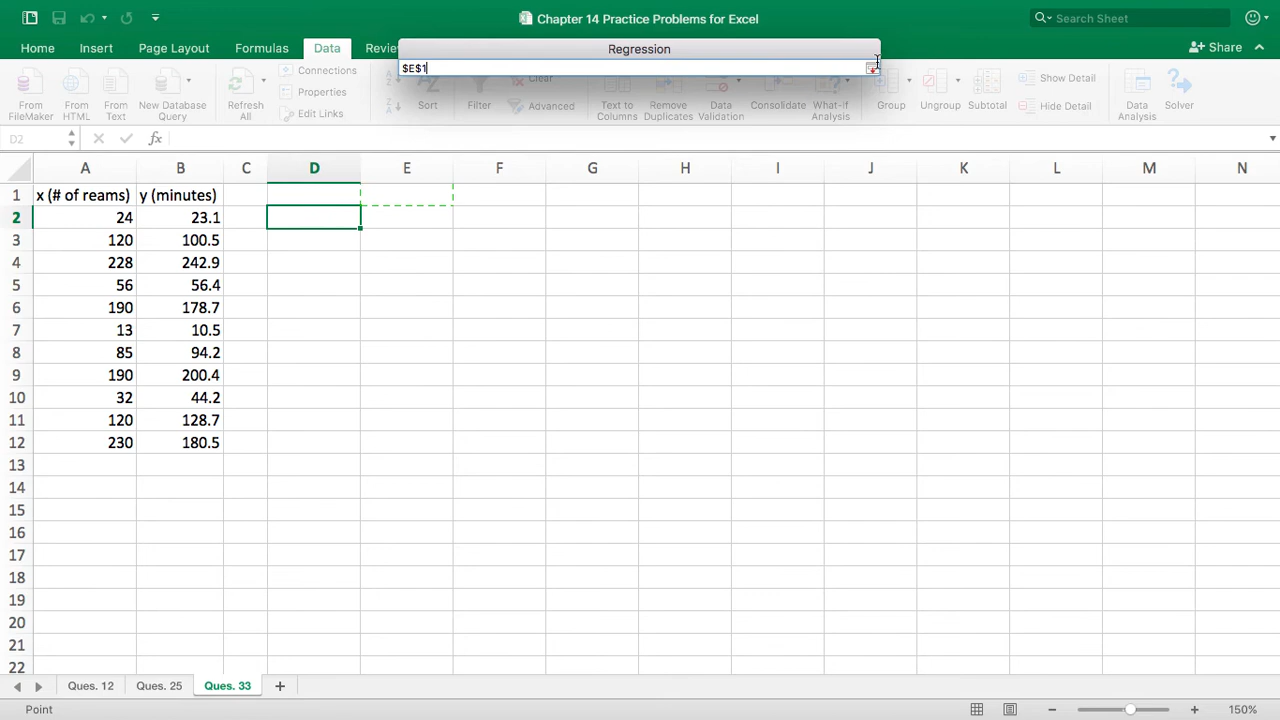 Chapter 14 Practice Problems for Excel
Search Sheet
Home Insert Page Layout Formulas Data Revie
Regression
Share
$E$1
From FileMaker
From HTML
From Text
New Database Query
Refresh All
Connections
Properties
Edit Links
Sort
Filter
Clear
Advanced
Text to Columns
Remove Duplicates
Data Validation
Consolidate
What-If Analysis
Group
Ungroup
Subtotal
Show Detail
Hide Detail
Data Analysis
Solver
D2 fx
A B C D E F G H I J K L M N
1 x (# of reams) y (minutes)
2 24 23.1
3 120 100.5
4 228 242.9
5 56 56.4
6 190 178.7
7 13 10.5
8 85 94.2
9 190 200.4
10 32 44.2
11 120 128.7
12 230 180.5
13
14
15
16
17
18
19
20
21
22
Ques. 12 Ques. 25 Ques. 33
Point 150%